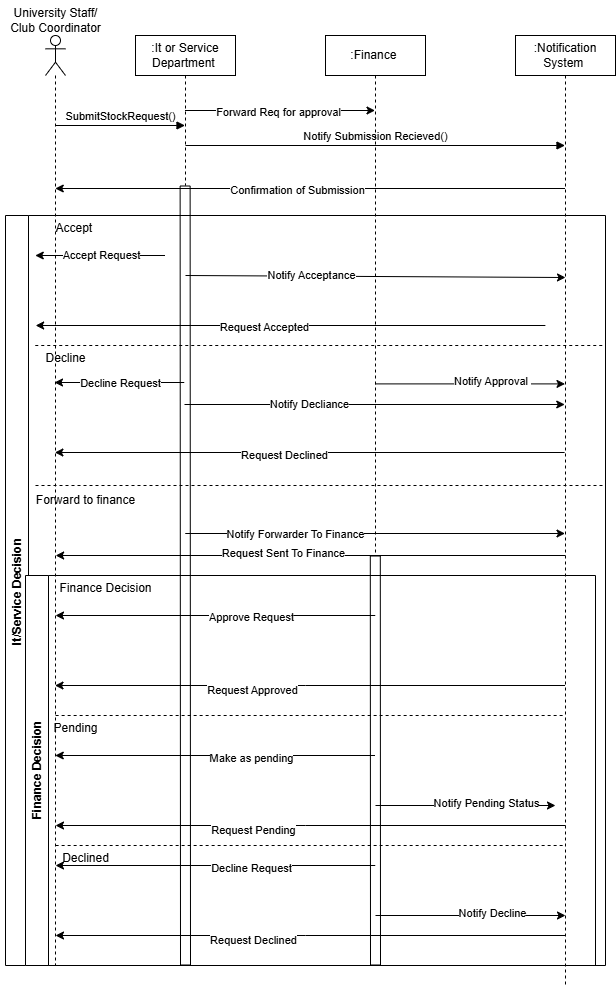 University Staff/
Club Coordinator
:It or Service
Department
:Finance
:Notification
System
Forward Req for approval
SubmitStockRequest()
Notify Submission Recieved()
Confirmation of Submission
Accept
Accept Request
Notify Acceptance
Request Accepted
Decline
Decline Request
Notify Approval
Notify Decliance
Request Declined
Forward to finance
Notify Forwarder To Finance
Request Sent To Finance
It/Service Decision
Finance Decision
Approve Request
Request Approved
Pending
Finance Decision
Make as pending
Notify Pending Status
Request Pending
Declined
Decline Request
Notify Decline
Request Declined